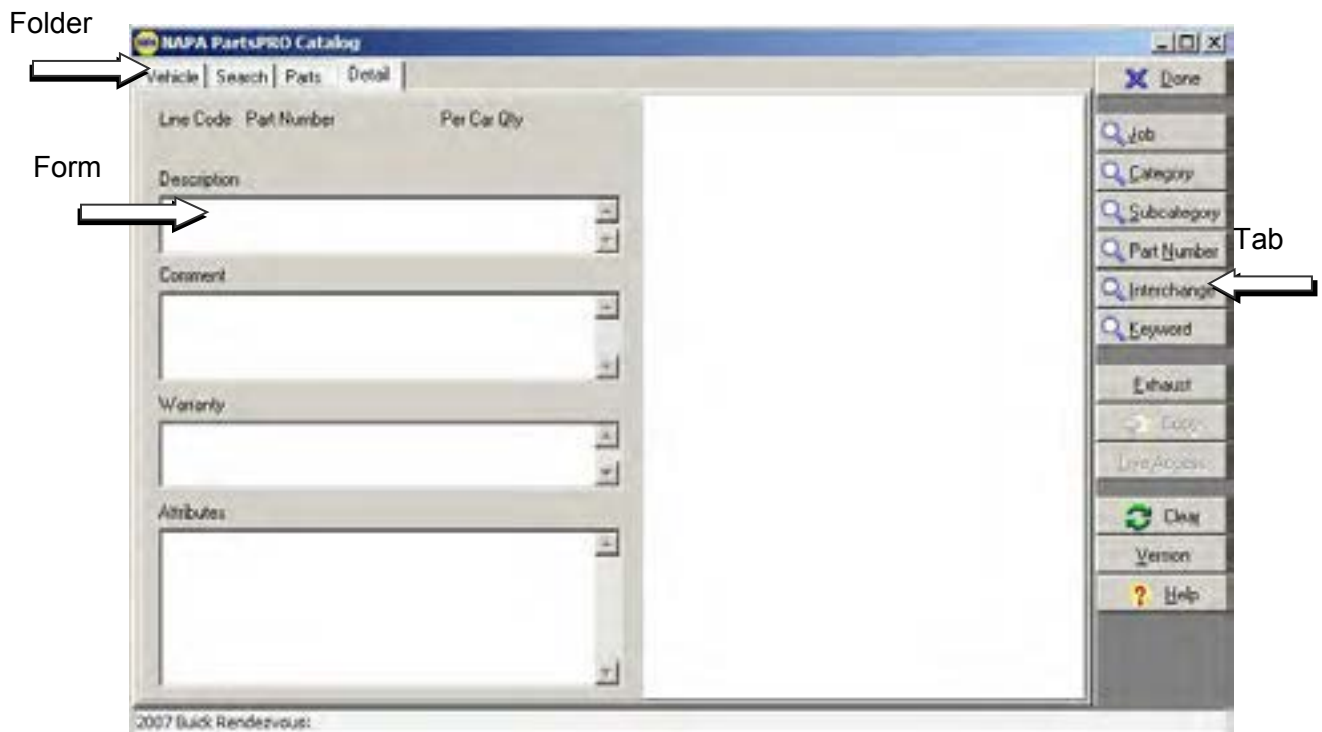 Folder
NAPA PartsPRO Catalog
Vehicle Search Parts Detail
Done
Line Code Part Number Per Car Qty
Job
Form
Category
Description
Subcategory
Tab
Part Number
Comment
Interchange
Keyword
Exhaust
Warranty
Copy
Live Access
Attributes
Clear
Version
Help
2007 Buick Rendezvous: